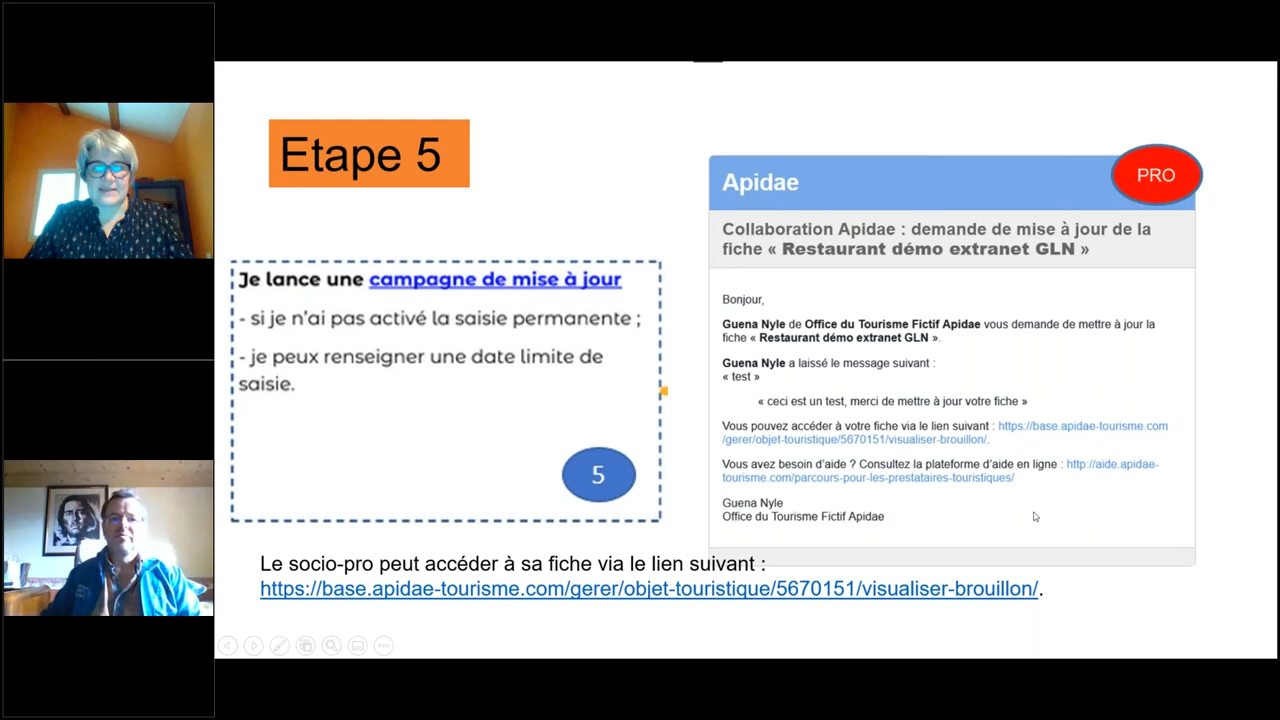 Etape 5
Je lance une campagne de mise à jour
- si je n'ai pas activé la saisie permanente ;
- je peux renseigner une date limite de
saisie.
5
PRO
Apidae
Collaboration Apidae : demande de mise à jour de la
fiche « Restaurant démo extranet GLN »
Bonjour,
Guena Nyle de Office du Tourisme Fictif Apidae vous demande de mettre à jour la
fiche « Restaurant démo extranet GLN ».
Guena Nyle a laissé le message suivant :
« test »
« ceci est un test, merci de mettre à jour votre fiche »
Vous pouvez accéder à votre fiche via le lien suivant : https://base.apidae-tourisme.com
/gerer/objet-touristique/5670151/visualiser-brouillon/.
Vous avez besoin d'aide ? Consultez la plateforme d'aide en ligne : http://aide.apidae-
tourisme.com/parcours-pour-les-prestataires-touristiques/
Guena Nyle
Office du Tourisme Fictif Apidae
Le socio-pro peut accéder à sa fiche via le lien suivant :
https://base.apidae-tourisme.com/gerer/objet-touristique/5670151/visualiser-brouillon/.